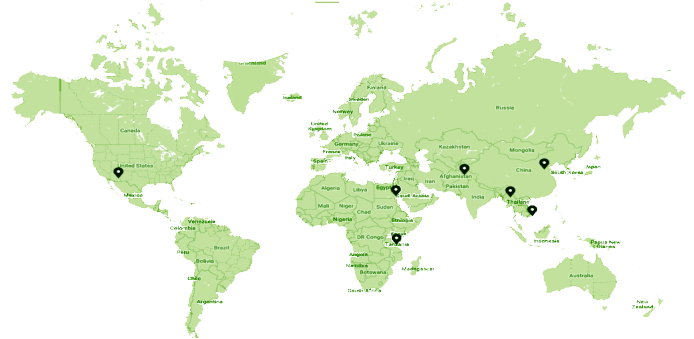 Greenland
Iceland
Finland
Sweden
Norway
Russia
United
Kingdom
Poland
Canada
Germany
Ukraine
Kazakhstan
Mongolia
France
Italy
Spain
Turkey
United States
China
South Korea
Japan
Afghanistan
Iraq
Iran
Pakistan
Algeria
Libya
Egypt
Saudi Arabia
Mexico
India
Thailand
Mali
Niger
Chad
Sudan
Nigeria
Ethiopia
Venezuela
Colombia
Kenya
DR Congo
Tanzania
Indonesia
Papua New
Guinea
Brazil
Peru
Bolivia
Angola
Namibia
Botswana
Madagascar
Australia
Chile
South Africa
Argentina
New
Zealand